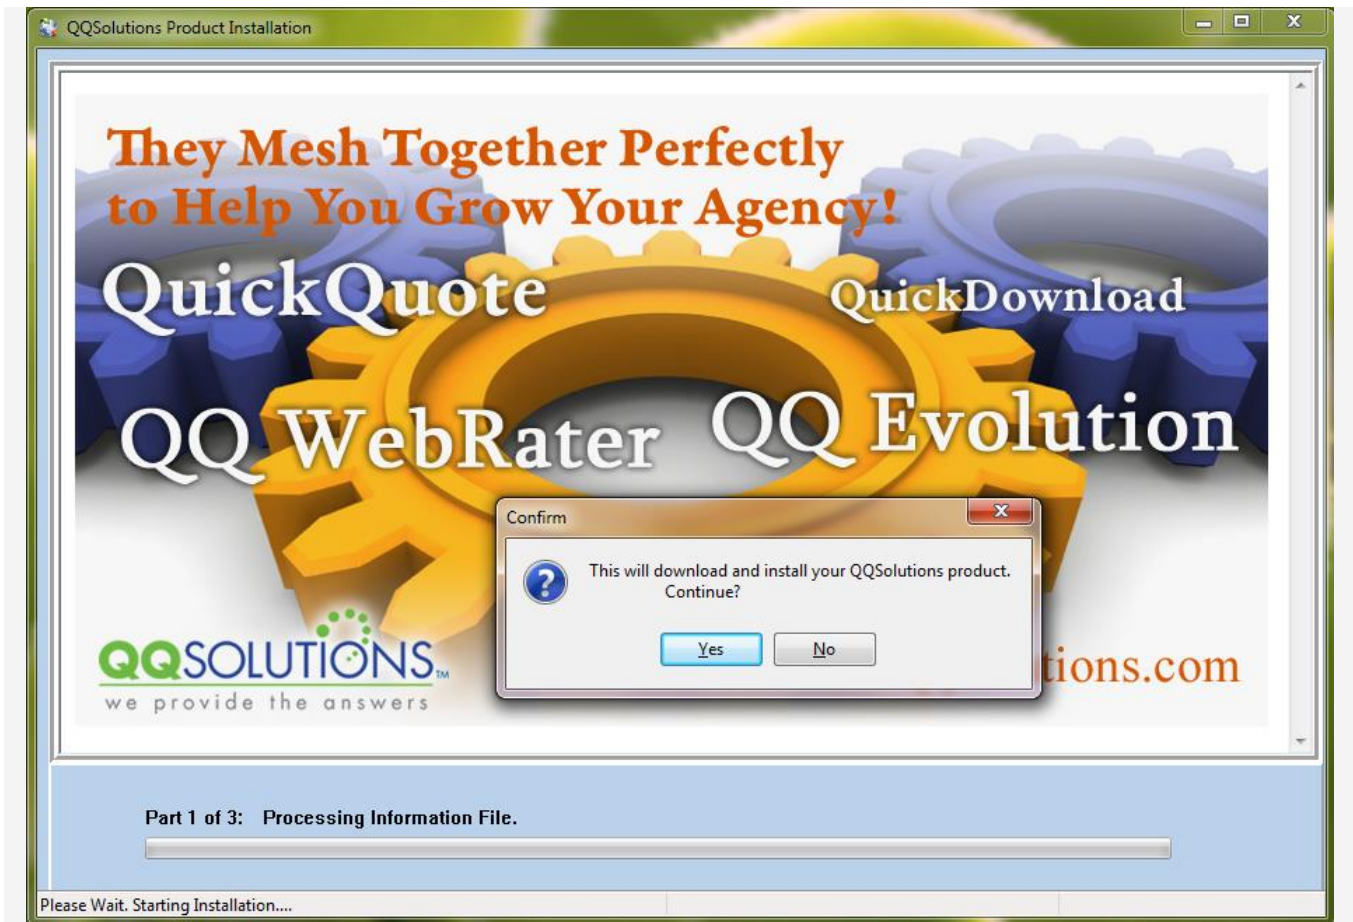 QQSolutions Product Installation
They Mesh Together Perfectly
to Help You Grow Your Agency!
QuickQuote
QuickDownload
QQ WebRater
QQ Evolution
Confirm
This will download and install your QQSolutions product.
Continue?
Yes
No
QQSOLUTIONS™
we provide the answers
tions.com
Part 1 of 3: Processing Information File.
Please Wait. Starting Installation....